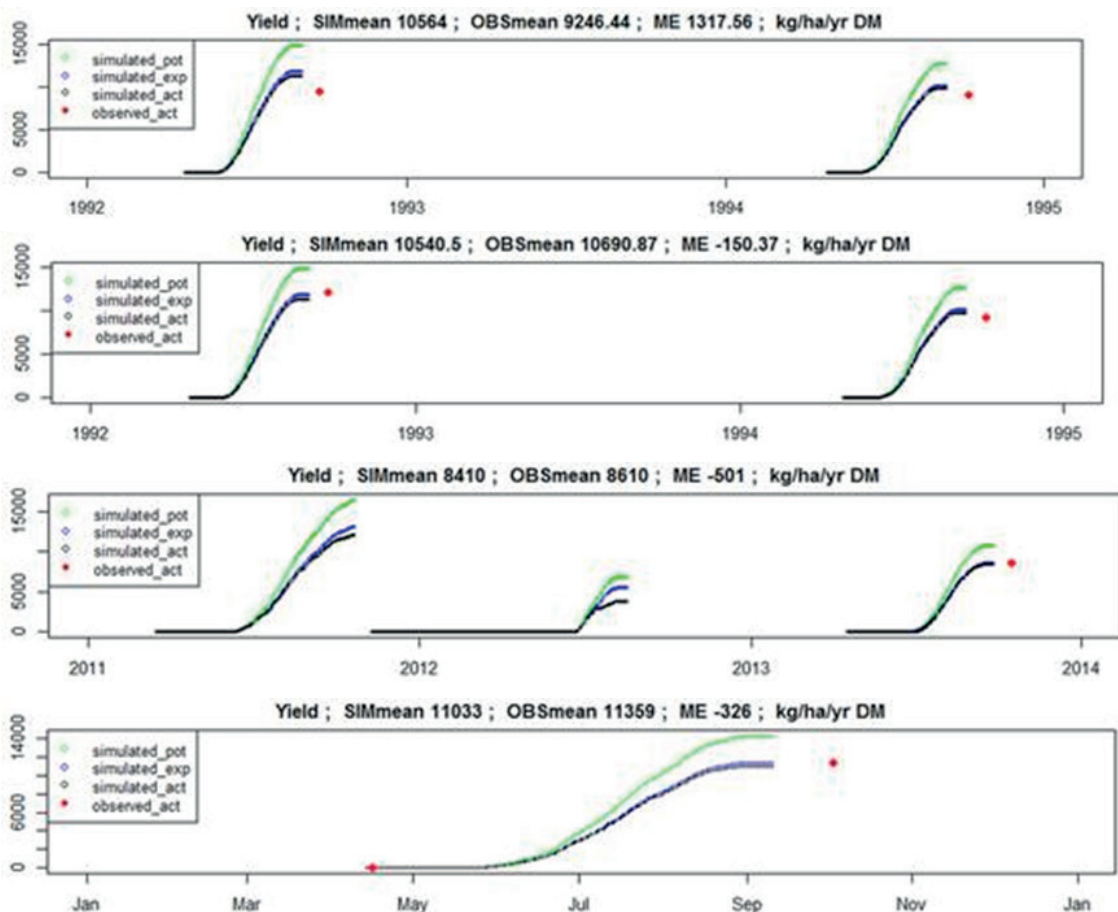 Yield ; SIMmean 10564 ; OBSmean 9246.44 ; ME 1317.56 ; kg/ha/yr DM
15000
5000
0
simulated_pot
simulated_exp
simulated_act
observed_act
1992 1993 1994 1995
Yield ; SIMmean 10540.5 ; OBSmean 10690.87 ; ME -150.37 ; kg/ha/yr DM
15000
5000
0
simulated_pot
simulated_exp
simulated_act
observed_act
1992 1993 1994 1995
Yield ; SIMmean 8410 ; OBSmean 8610 ; ME -501 ; kg/ha/yr DM
15000
5000
0
simulated_pot
simulated_exp
simulated_act
observed_act
2011 2012 2013 2014
Yield ; SIMmean 11033 ; OBSmean 11359 ; ME -326 ; kg/ha/yr DM
14000
6000
0
simulated_pot
simulated_exp
simulated_act
observed_act
Jan Mar May Jul Sep Nov Jan